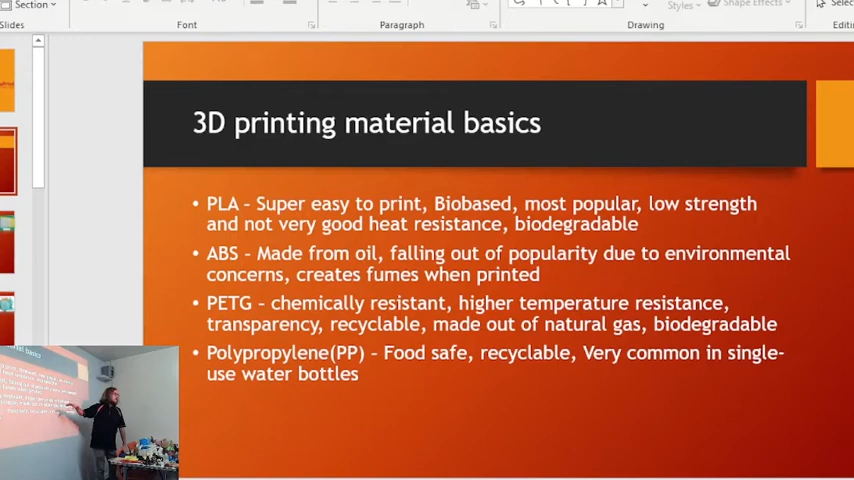 Section
Styles
Shape Effects
Slides
Font
Paragraph
Drawing
3D printing material basics
• PLA – Super easy to print, Biobased, most popular, low strength
and not very good heat resistance, biodegradable
• ABS – Made from oil, falling out of popularity due to environmental
concerns, creates fumes when printed
• PETG – chemically resistant, higher temperature resistance,
transparency, recyclable, made out of natural gas, biodegradable
• Polypropylene(PP) – Food safe, recyclable, Very common in single-
use water bottles